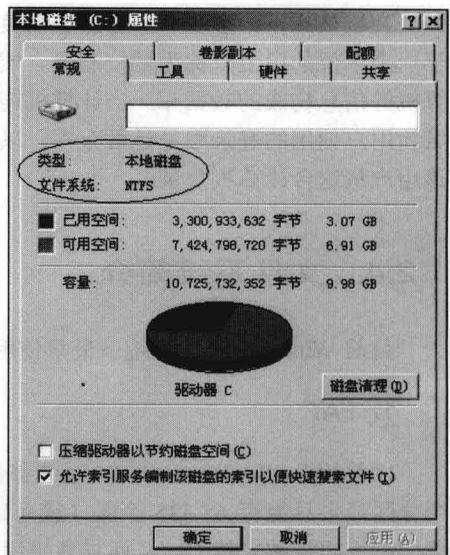 本地磁盘 (C:) 属性
安全 卷影副本 配额
常规 工具 硬件 共享
类型: 本地磁盘
文件系统: NTFS
已用空间: 3,300,933,632 字节 3.07 GB
可用空间: 7,424,798,720 字节 6.91 GB
容量: 10,725,732,352 字节 9.98 GB
驱动器 C
磁盘清理(D)
压缩驱动器以节约磁盘空间(C)
允许索引服务编制该磁盘的索引以便快速搜索文件(I)
确定 取消 应用(A)